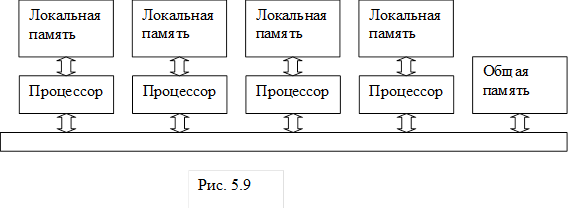 Локальная
память
Локальная
память
Локальная
память
Локальная
память
Процессор
Процессор
Процессор
Процессор
Общая
память
Рис. 5.9